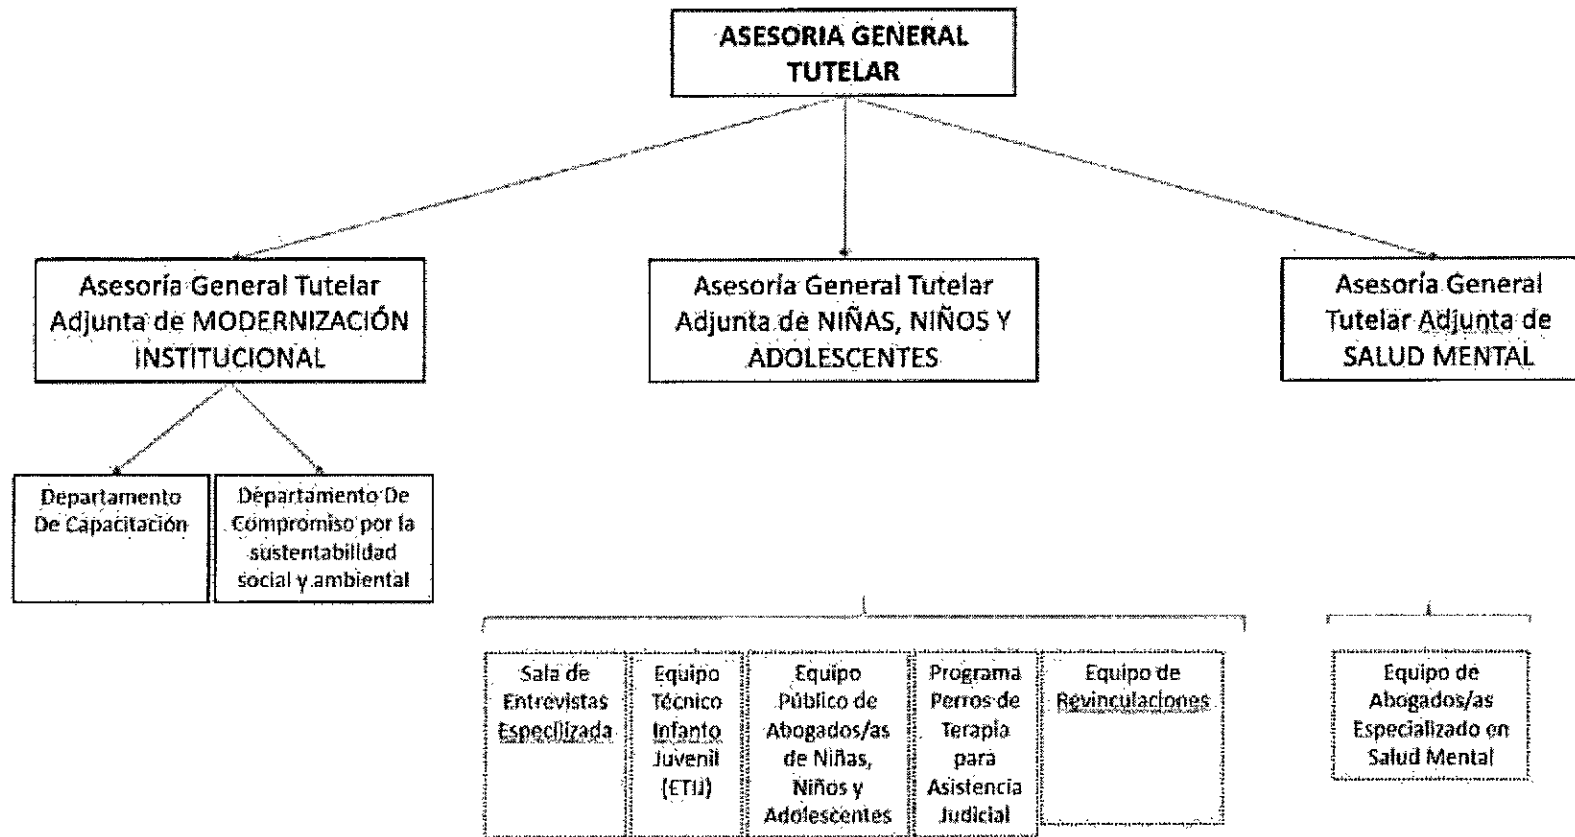 ASESORIA GENERAL
TUTELAR
Asesoría General Tutelar
Adjunta de MODERNIZACIÓN
INSTITUCIONAL
Asesoría General Tutelar
Adjunta de NIÑAS, NIÑOS Y
ADOLESCENTES
Asesoría General
Tutelar Adjunta de
SALUD MENTAL
Departamento
De Capacitación
Departamento De
Compromiso por la
sustentabilidad
social y ambiental
Sala de
Entrevistas
Especilizada
Equipo
Técnico
Infanto
Juvenil
(ETIJ)
Equipo
Público de
Abogados/as
de Niñas,
Niños y
Adolescentes
Programa
Perros de
Terapia
para
Asistencia
Judicial
Equipo de
Revinculaciones
Equipo de
Abogados/as
Especializado en
Salud Mental